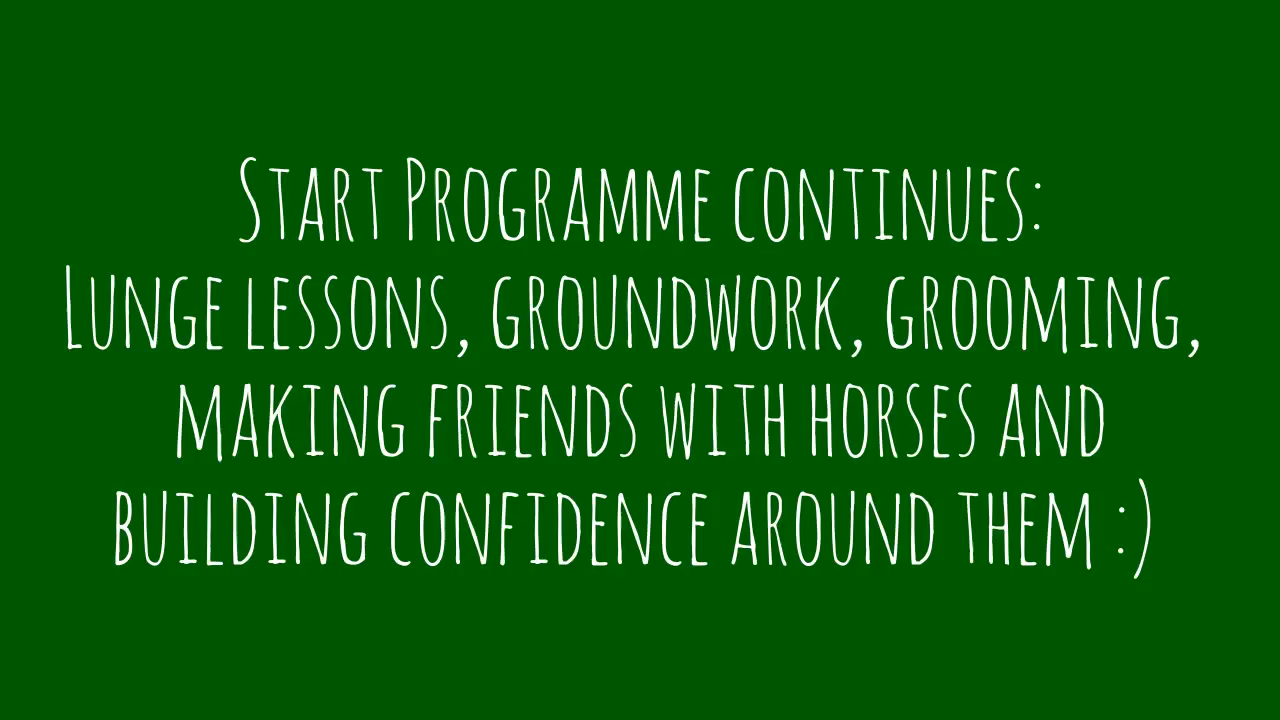 Start Programme continues:
Lunge lessons, groundwork, grooming,
making friends with horses and
building confidence around them :)